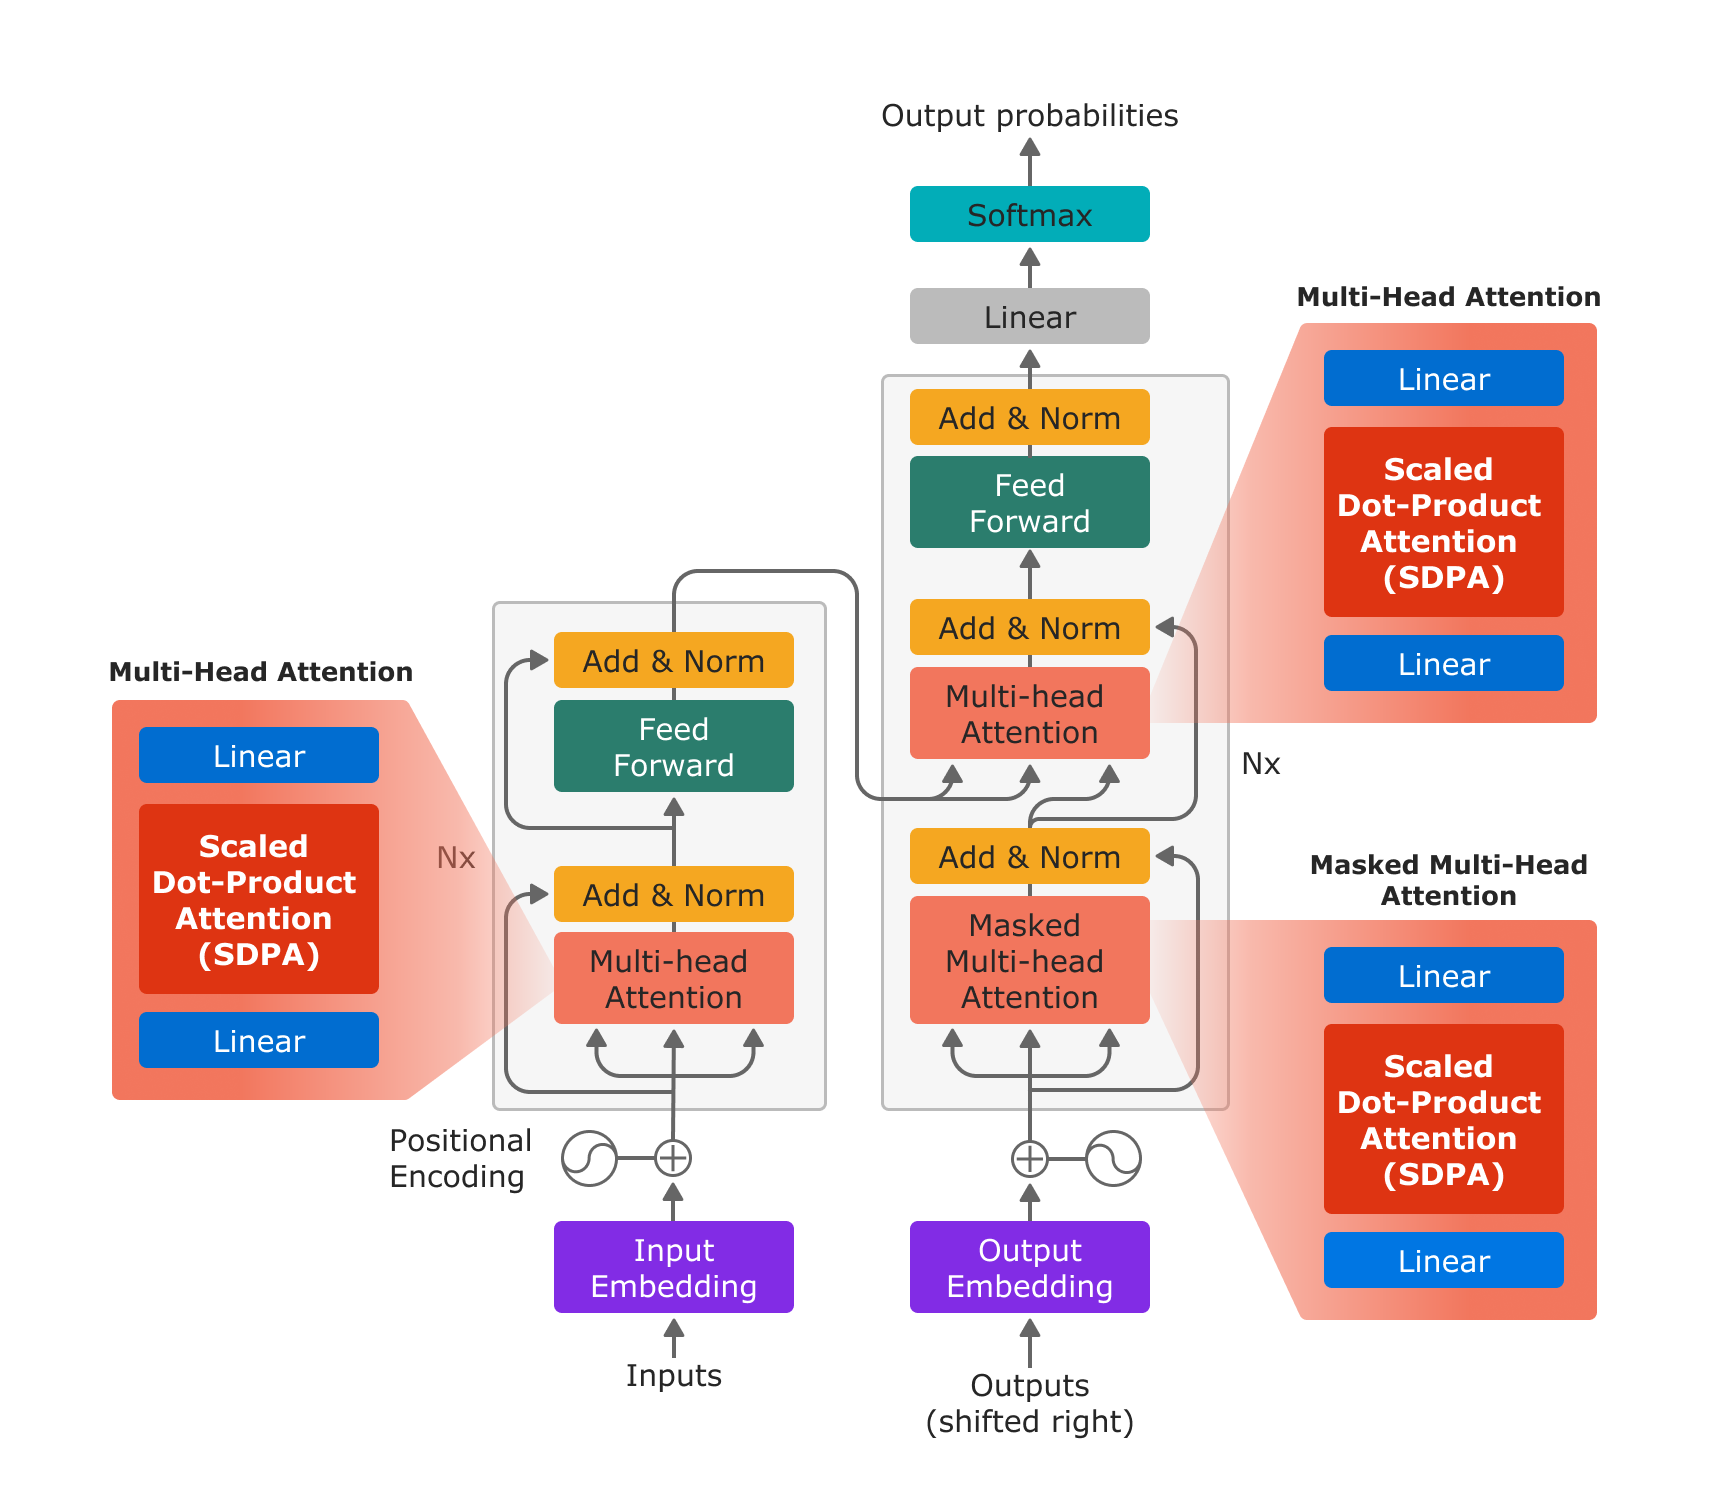 Output probabilities
Softmax
Linear
Add & Norm
Feed
Forward
Add & Norm
Multi-head
Attention
Nx
Add & Norm
Masked
Multi-head
Attention
Output
Embedding
Outputs
(shifted right)
Multi-Head Attention
Linear
Scaled
Dot-Product
Attention
(SDPA)
Linear
Masked Multi-Head
Attention
Linear
Scaled
Dot-Product
Attention
(SDPA)
Linear
Add & Norm
Feed
Forward
Add & Norm
Multi-head
Attention
Nx
Positional
Encoding
Input
Embedding
Inputs
Multi-Head Attention
Linear
Scaled
Dot-Product
Attention
(SDPA)
Linear